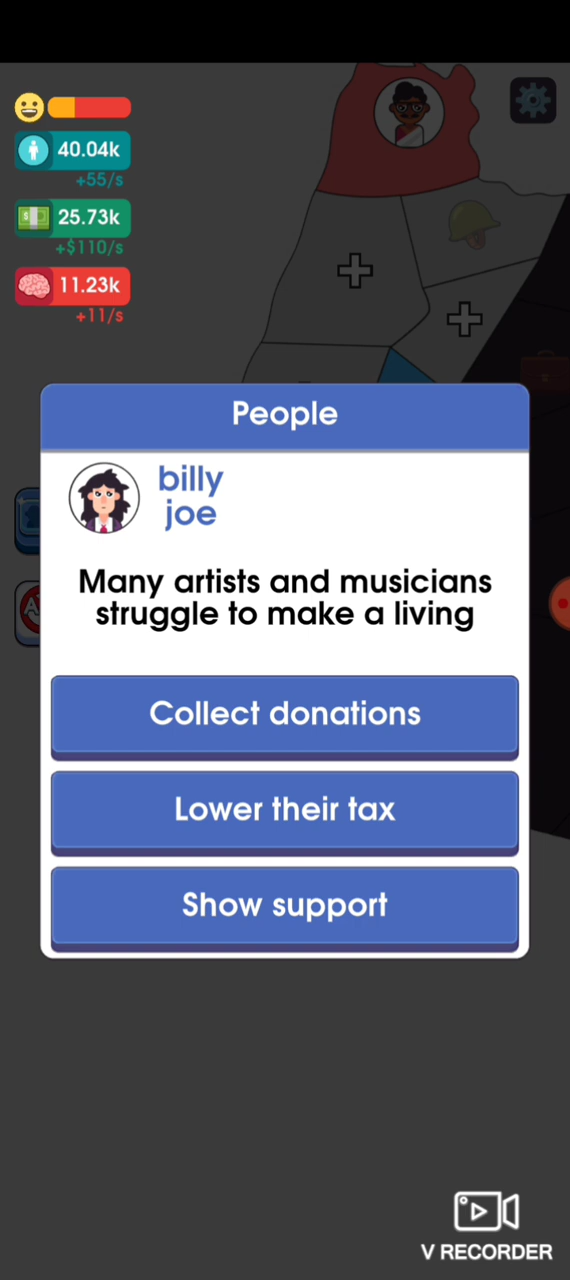 40.04k
+55/s
25.73k
+$110/s
11.23k
+11/s
People
billy
joe
Many artists and musicians
struggle to make a living
Collect donations
Lower their tax
Show support
V RECORDER